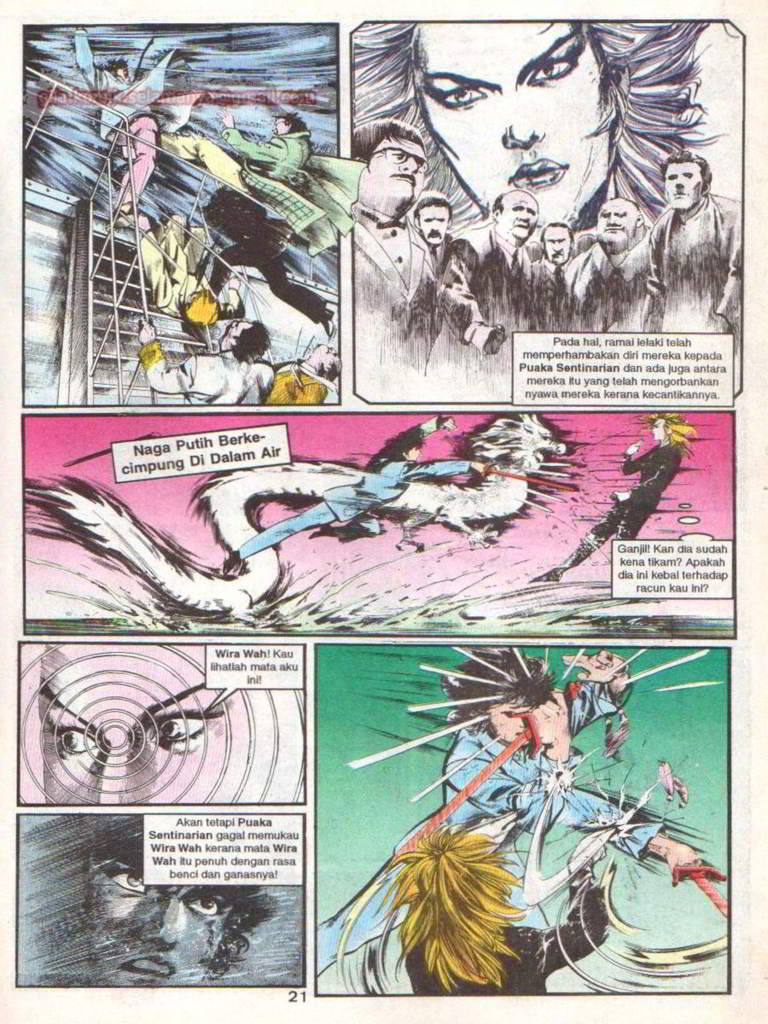 Pada hal, ramai lelaki telah
memperhambakan diri mereka kepada
Puaka Sentinarian dan ada juga antara
mereka itu yang telah mengorbankan
nyawa mereka kerana kecantikannya.
Naga Putih Berke-
cimpung Di Dalam Air
Ganjil! Kan dia sudah
kena tikam? Apakah
dia ini kebal terhadap
racun kau ini?
Wira Wah! Kau
lihatlah mata aku
ini!
Akan tetapi Puaka
Sentinarian gagal memukau
Wira Wah kerana mata Wira
Wah itu penuh dengan rasa
benci dan ganasnya!
21